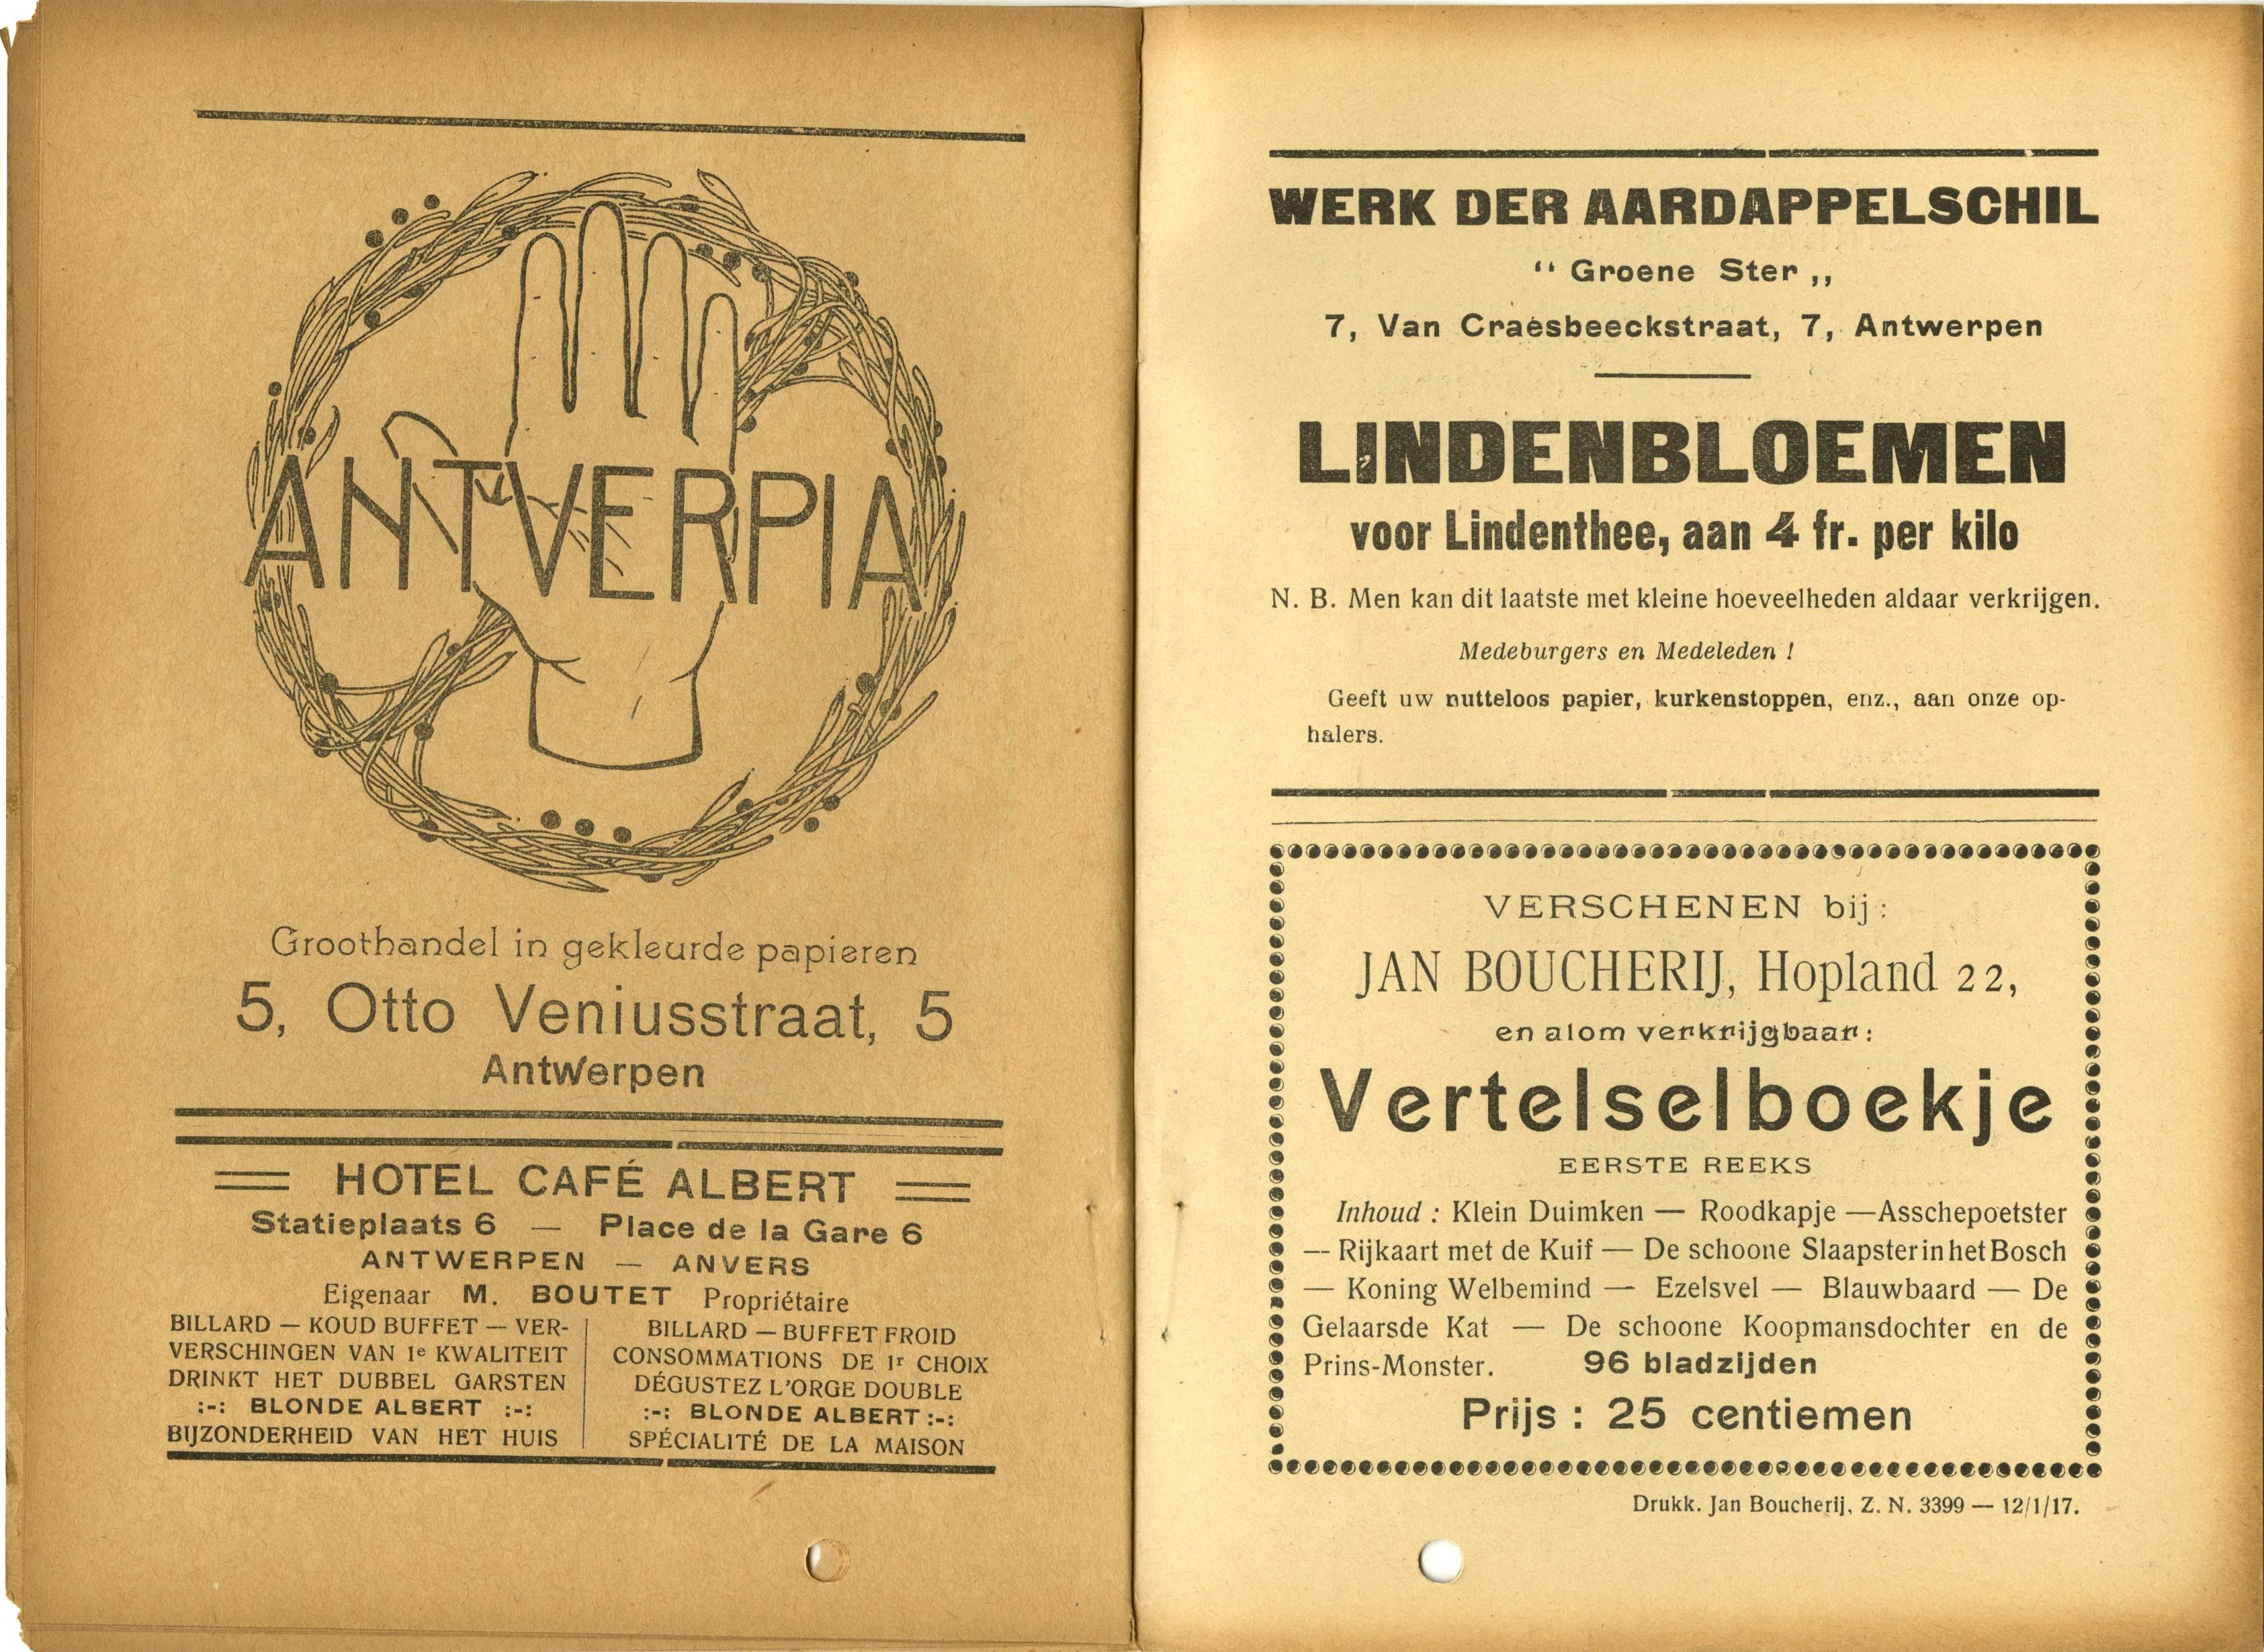 ANTVERPIA
Groothandel in gekleurde papieren
5, Otto Veniusstraat, 5
Antwerpen
HOTEL CAFÉ ALBERT
Statieplaats 6 — Place de la Gare 6
ANTWERPEN — ANVERS
Eigenaar M. BOUTET Propriétaire
BILLARD — KOUD BUFFET — VER-
VERSCHINGEN VAN 1e KWALITEIT
DRINKT HET DUBBEL GARSTEN
:-: BLONDE ALBERT :-:
BIJZONDERHEID VAN HET HUIS
BILLARD — BUFFET FROID
CONSOMMATIONS DE 1r CHOIX
DÉGUSTEZ L'ORGE DOUBLE
:-: BLONDE ALBERT :-:
SPÉCIALITÉ DE LA MAISON
WERK DER AARDAPPELSCHIL
“ Groene Ster „
7, Van Craesbeeckstraat, 7, Antwerpen
LINDENBLOEMEN
voor Lindenthee, aan 4 fr. per kilo
N. B. Men kan dit laatste met kleine hoeveelheden aldaar verkrijgen.
Medeburgers en Medeleden !
Geeft uw nutteloos papier, kurkenstoppen, enz., aan onze op-
halers.
VERSCHENEN bij :
JAN BOUCHERIJ, Hopland 22,
en alom verkrijgbaar :
Vertelselboekje
EERSTE REEKS
Inhoud : Klein Duimken — Roodkapje — Asschepoetster
— Rijkaart met de Kuif — De schoone Slaapster in het Bosch
— Koning Welbemind — Ezelsvel — Blauwbaard — De
Gelaarsde Kat — De schoone Koopmansdochter en de
Prins-Monster. 96 bladzijden
Prijs : 25 centiemen
Drukk. Jan Boucherij, Z. N. 3399 — 12/1/17.